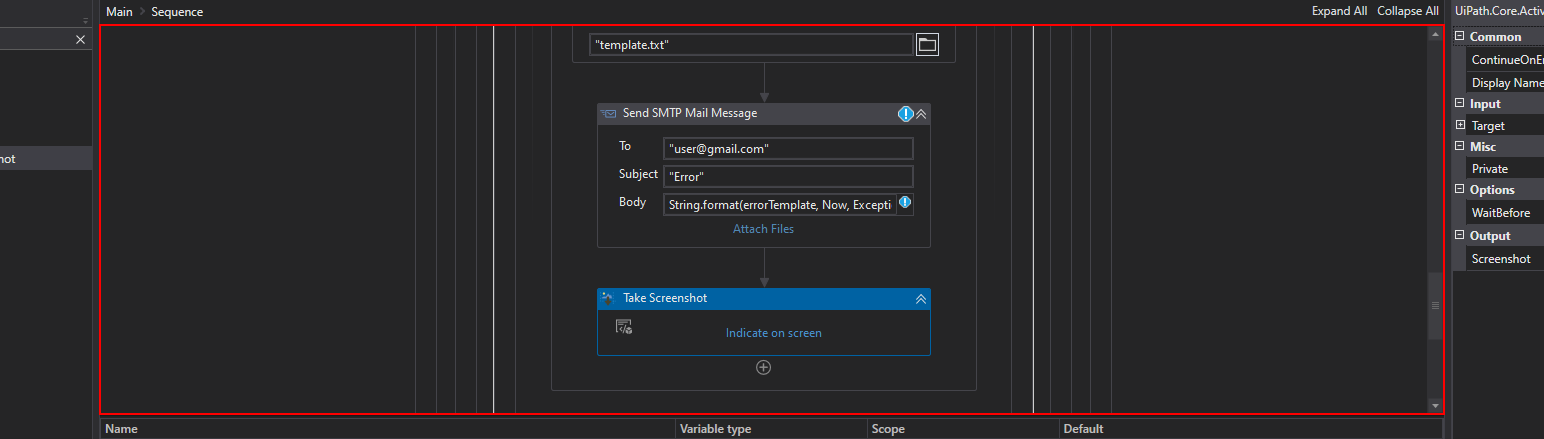 Main > Sequence
Expand All Collapse All
"template.txt"
Send SMTP Mail Message
To "user@gmail.com"
Subject "Error"
Body String.format(errorTemplate, Now, Excepti
Attach Files
Take Screenshot
Indicate on screen
Name Variable type Scope Default
not
UiPath.Core.Activ
Common
ContinueOnEr
Display Name
Input
Target
Misc
Private
Options
WaitBefore
Output
Screenshot